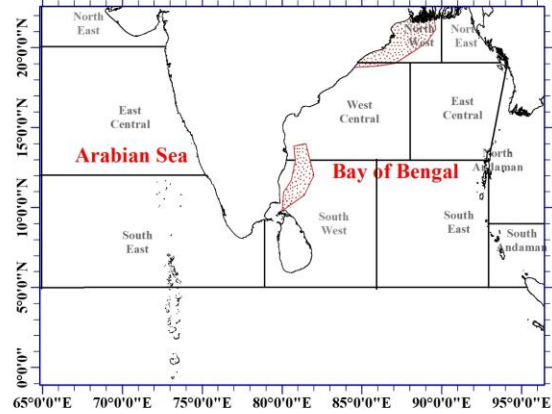 North
East
North
West
North
East
East
Central
West
Central
East
Central
Arabian Sea
Bay of Bengal
North
Andaman
South
East
South
West
South
East
South
Andaman
20°0'0"N
15°0'0"N
10°0'0"N
5°0'0"N
0°0'0"
65°0'0"E 70°0'0"E 75°0'0"E 80°0'0"E 85°0'0"E 90°0'0"E 95°0'0"E